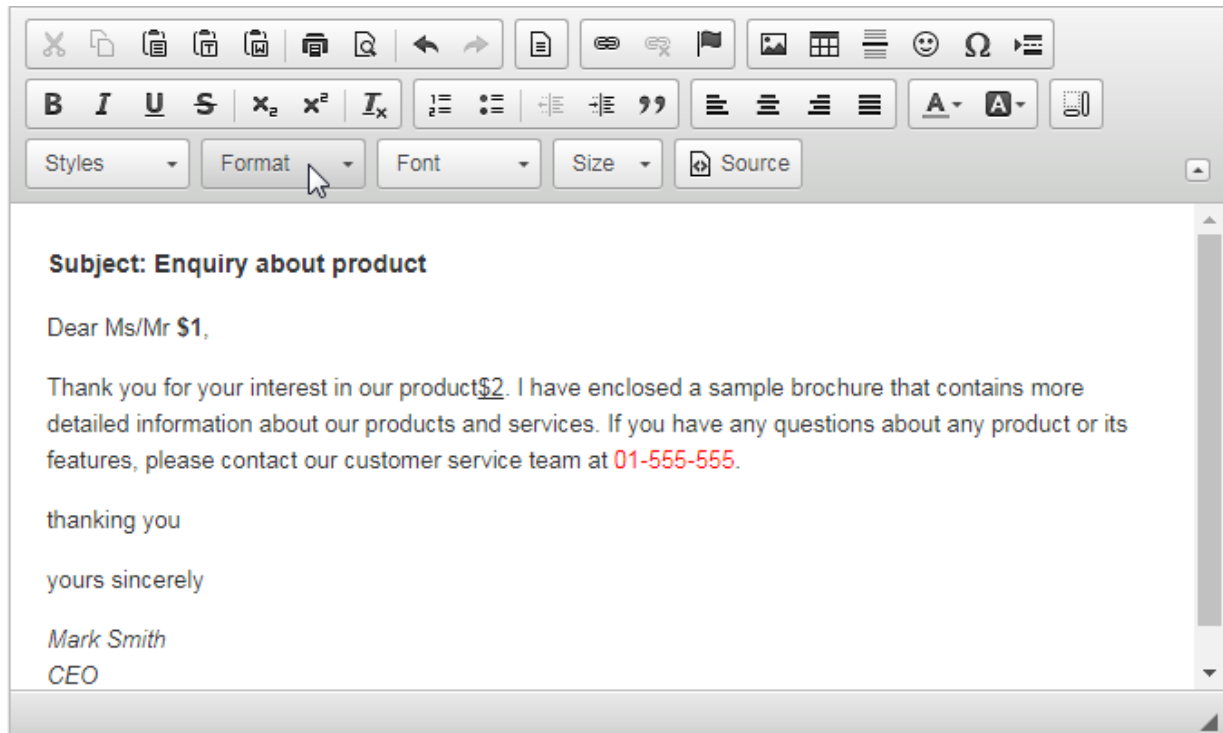 Styles Format Font Size Source
Subject: Enquiry about product
Dear Ms/Mr $1,
Thank you for your interest in our product$2. I have enclosed a sample brochure that contains more
detailed information about our products and services. If you have any questions about any product or its
features, please contact our customer service team at 01-555-555.
thanking you
yours sincerely
Mark Smith
CEO